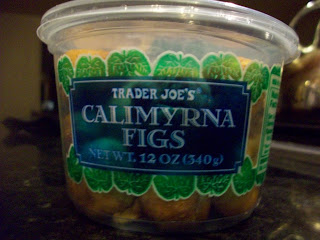 TRADER JOE'S®
CALIMYRNA
FIGS
NET WT. 12 OZ (340g)